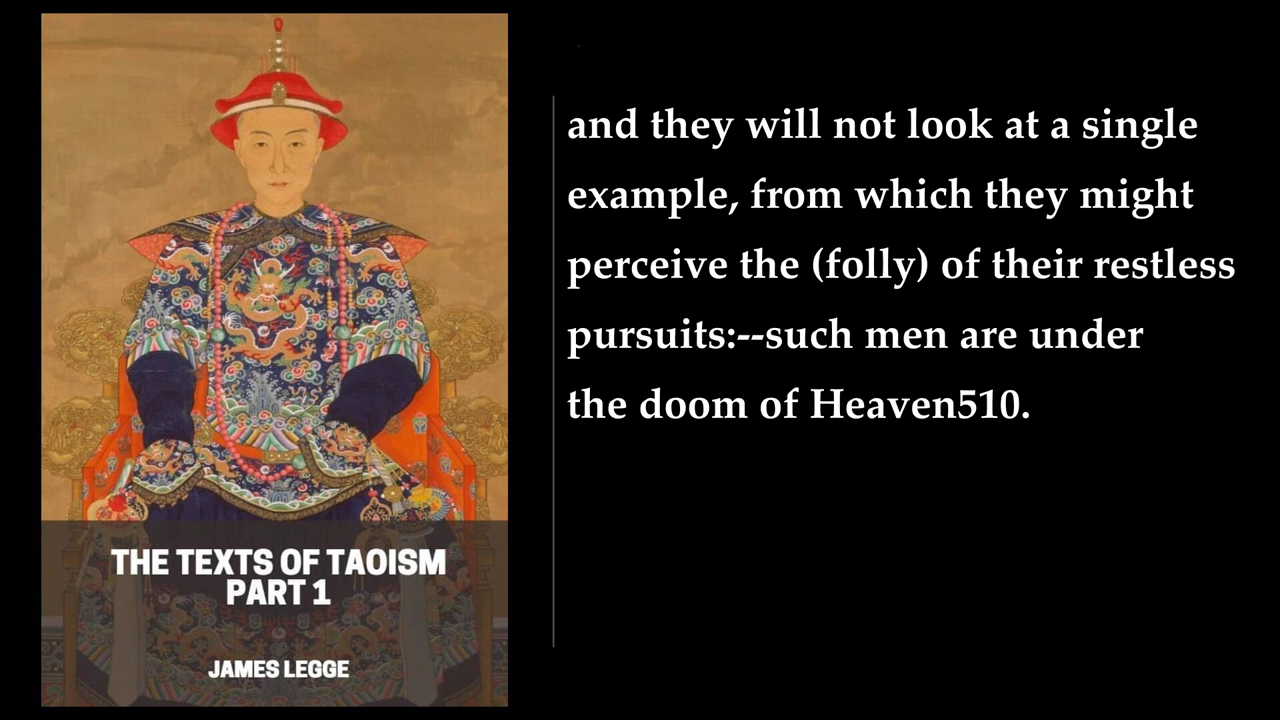 and they will not look at a single
example, from which they might
perceive the (folly) of their restless
pursuits:--such men are under
the doom of Heaven510.
THE TEXTS OF TAOISM
PART 1
JAMES LEGGE